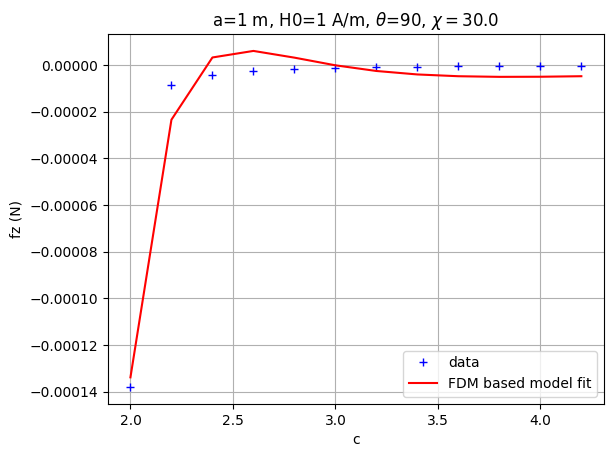 a=1 m, H0=1 A/m, θ=90, χ = 30.0
0.00000
−0.00002
−0.00004
−0.00006
−0.00008
−0.00010
−0.00012
−0.00014
fz (N)
data
FDM based model fit
2.0 2.5 3.0 3.5 4.0
c